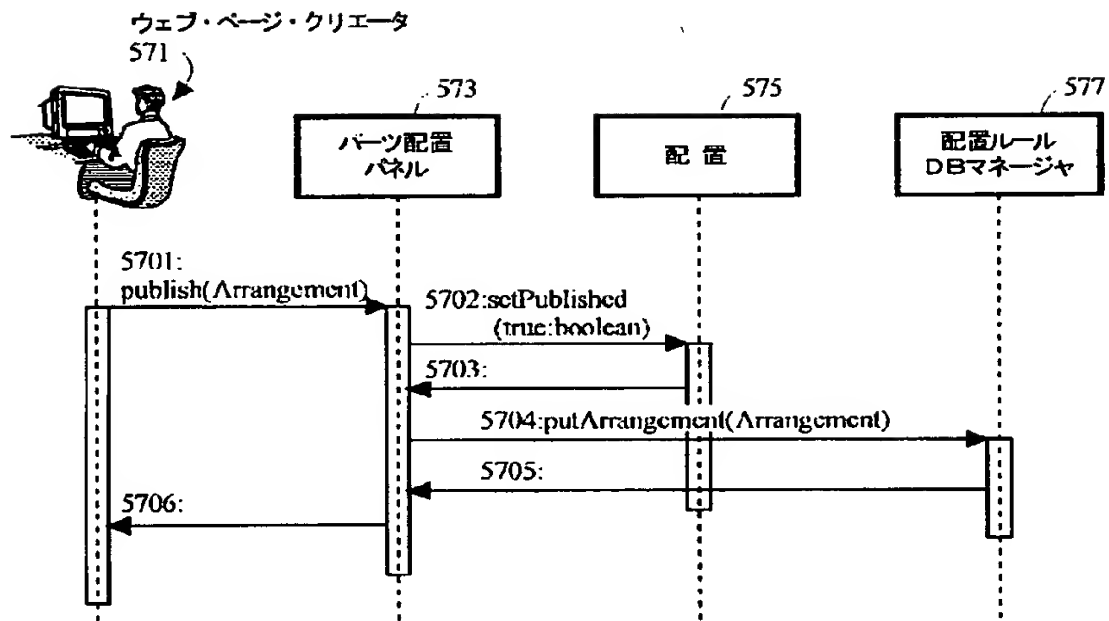 ウェブ・ページ・クリエータ
571
573
575
577
パーツ配置
パネル
配 置
配置ルール
DBマネージャ
5701:
publish(Arrangement)
5702:setPublished
(true:boolean)
5703:
5704:putArrangement(Arrangement)
5705:
5706: